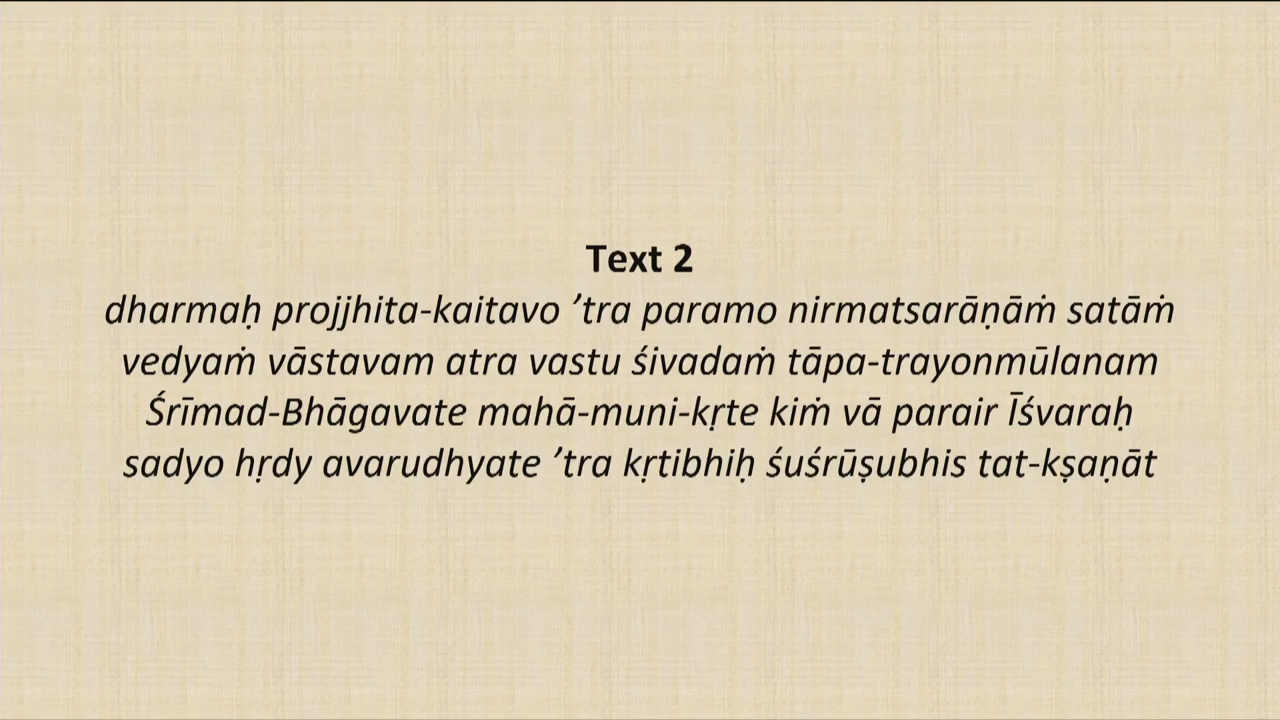 Text 2
dharmaḥ projjhita-kaitavo ’tra paramo nirmatsarāṇāṁ satāṁ
vedyaṁ vāstavam atra vastu śivadaṁ tāpa-trayonmūlanam
Śrīmad-Bhāgavate mahā-muni-kṛte kiṁ vā parair Īśvaraḥ
sadyo hṛdy avarudhyate ’tra kṛtibhiḥ śuśrūṣubhis tat-kṣaṇāt